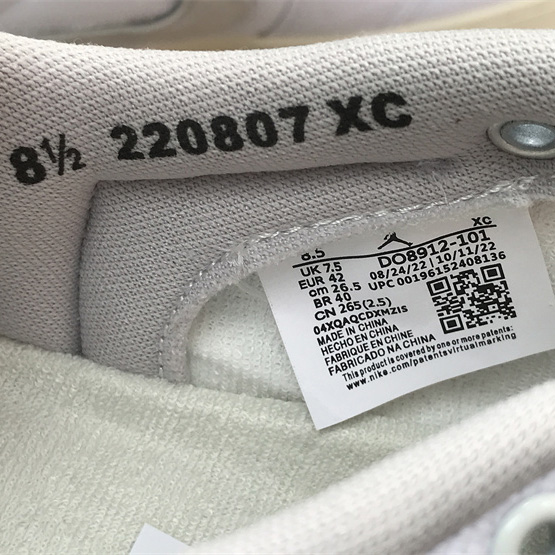 8½ 220807 XC
XC
8.5
DO8912-101
UK 7.5
08/24/22 10/11/22
EUR 42
UPC 00196152408136
cm 26.5
BR 40
CN 265(2.5)
04XQAQCDXMZIS
MADE IN CHINA
HECHO EN CHINA
FABRIQUE EN CHINE
FABRICADO NA CHINA
This product is covered by one or more patents:
www.nike.com/patentsvirtualmarking